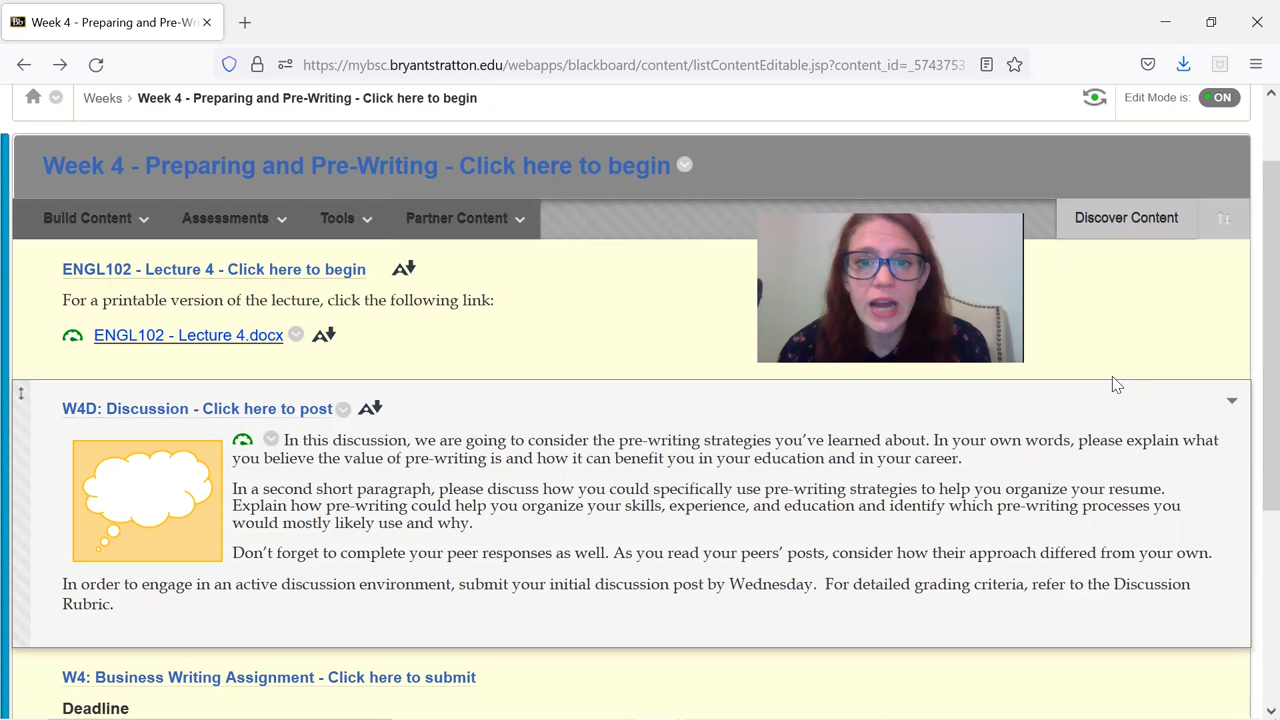 Week 4 - Preparing and Pre-Wri
https://mybsc.bryantstratton.edu/webapps/blackboard/content/listContentEditable.jsp?content_id=_5743753
Weeks › Week 4 - Preparing and Pre-Writing - Click here to begin
Edit Mode is: ON
Week 4 - Preparing and Pre-Writing - Click here to begin
Build Content Assessments Tools Partner Content Discover Content
ENGL102 - Lecture 4 - Click here to begin
For a printable version of the lecture, click the following link:
ENGL102 - Lecture 4.docx
W4D: Discussion - Click here to post
In this discussion, we are going to consider the pre-writing strategies you've learned about. In your own words, please explain what
you believe the value of pre-writing is and how it can benefit you in your education and in your career.
In a second short paragraph, please discuss how you could specifically use pre-writing strategies to help you organize your resume.
Explain how pre-writing could help you organize your skills, experience, and education and identify which pre-writing processes you
would mostly likely use and why.
Don't forget to complete your peer responses as well. As you read your peers' posts, consider how their approach differed from your own.
In order to engage in an active discussion environment, submit your initial discussion post by Wednesday. For detailed grading criteria, refer to the Discussion
Rubric.
W4: Business Writing Assignment - Click here to submit
Deadline